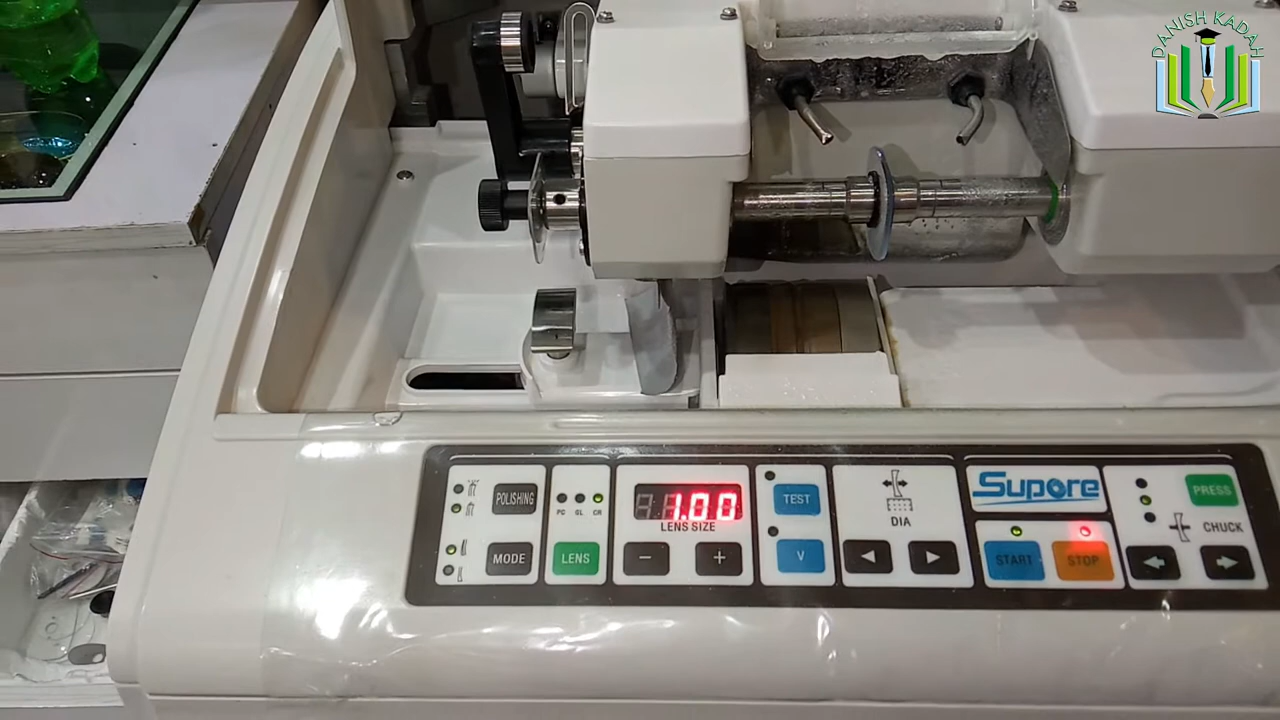 DANISH KADAH
POLISHING
MODE
PC GL CR
LENS
1.00
LENS SIZE
− +
TEST
V
DIA
Supore
START
STOP
PRESS
CHUCK